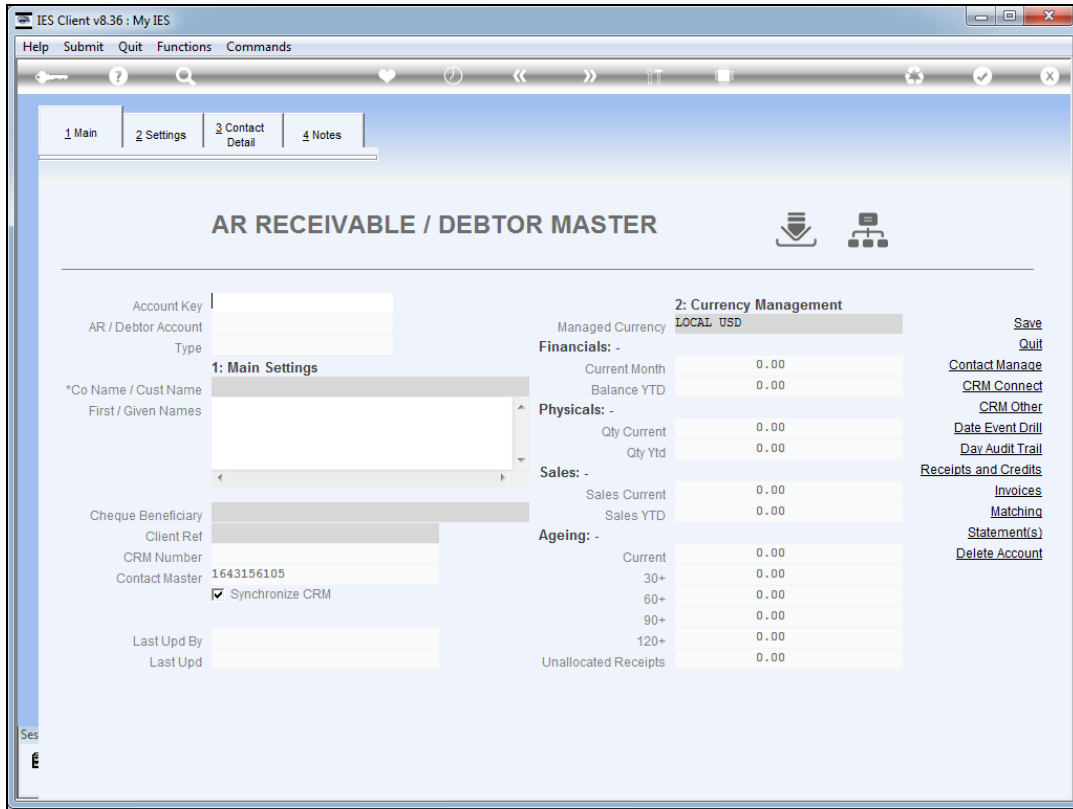 IES Client v8.36 : My IES
Help Submit Quit Functions Commands
1 Main
2 Settings
3 Contact
Detail
4 Notes
AR RECEIVABLE / DEBTOR MASTER
Account Key
AR / Debtor Account
Type
1: Main Settings
*Co Name / Cust Name
First / Given Names
Cheque Beneficiary
Client Ref
CRM Number
Contact Master 1643156105
Synchronize CRM
Last Upd By
Last Upd
2: Currency Management
Managed Currency LOCAL USD
Financials: -
Current Month 0.00
Balance YTD 0.00
Physicals: -
Qty Current 0.00
Qty Ytd 0.00
Sales: -
Sales Current 0.00
Sales YTD 0.00
Ageing: -
Current 0.00
30+ 0.00
60+ 0.00
90+ 0.00
120+ 0.00
Unallocated Receipts 0.00
Save
Quit
Contact Manage
CRM Connect
CRM Other
Date Event Drill
Day Audit Trail
Receipts and Credits
Invoices
Matching
Statement(s)
Delete Account
Ses